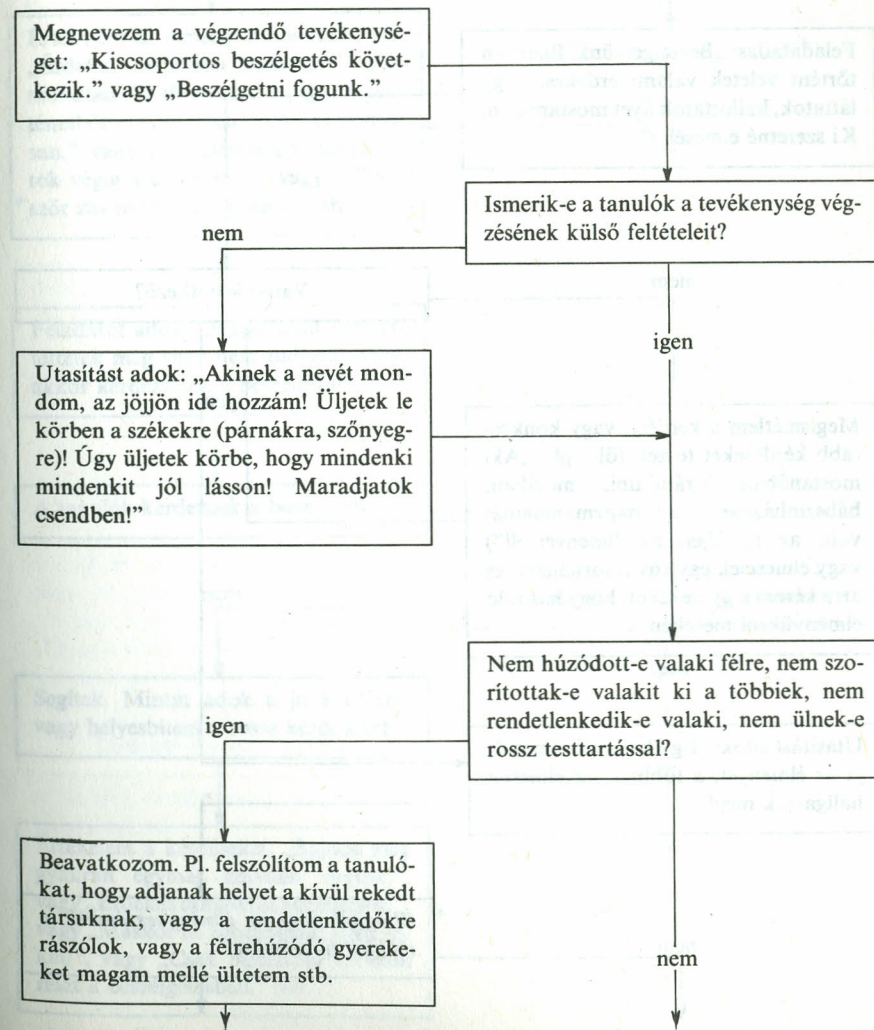 Megnevezem a végzendő tevékenysé-
get: „Kiscsoportos beszélgetés követ-
kezik.” vagy „Beszélgetni fogunk.”
Ismerik-e a tanulók a tevékenység vég-
zésének külső feltételeit?
nem
igen
Utasítást adok: „Akinek a nevét mon-
dom, az jöjjön ide hozzám! Üljetek le
körben a székekre (párnákra, szőnyeg-
re)! Úgy üljetek körbe, hogy mindenki
mindenkit jól lásson! Maradjatok
csendben!”
Nem húzódott-e valaki félre, nem szo-
rítottak-e valakit ki a többiek, nem
rendetlenkedik-e valaki, nem ülnek-e
rossz testtartással?
igen
Beavatkozom. Pl. felszólítom a tanuló-
kat, hogy adjanak helyet a kívül rekedt
társuknak, vagy a rendetlenkedőkre
rászólok, vagy a félrehúzódó gyereke-
ket magam mellé ültetem stb.
nem